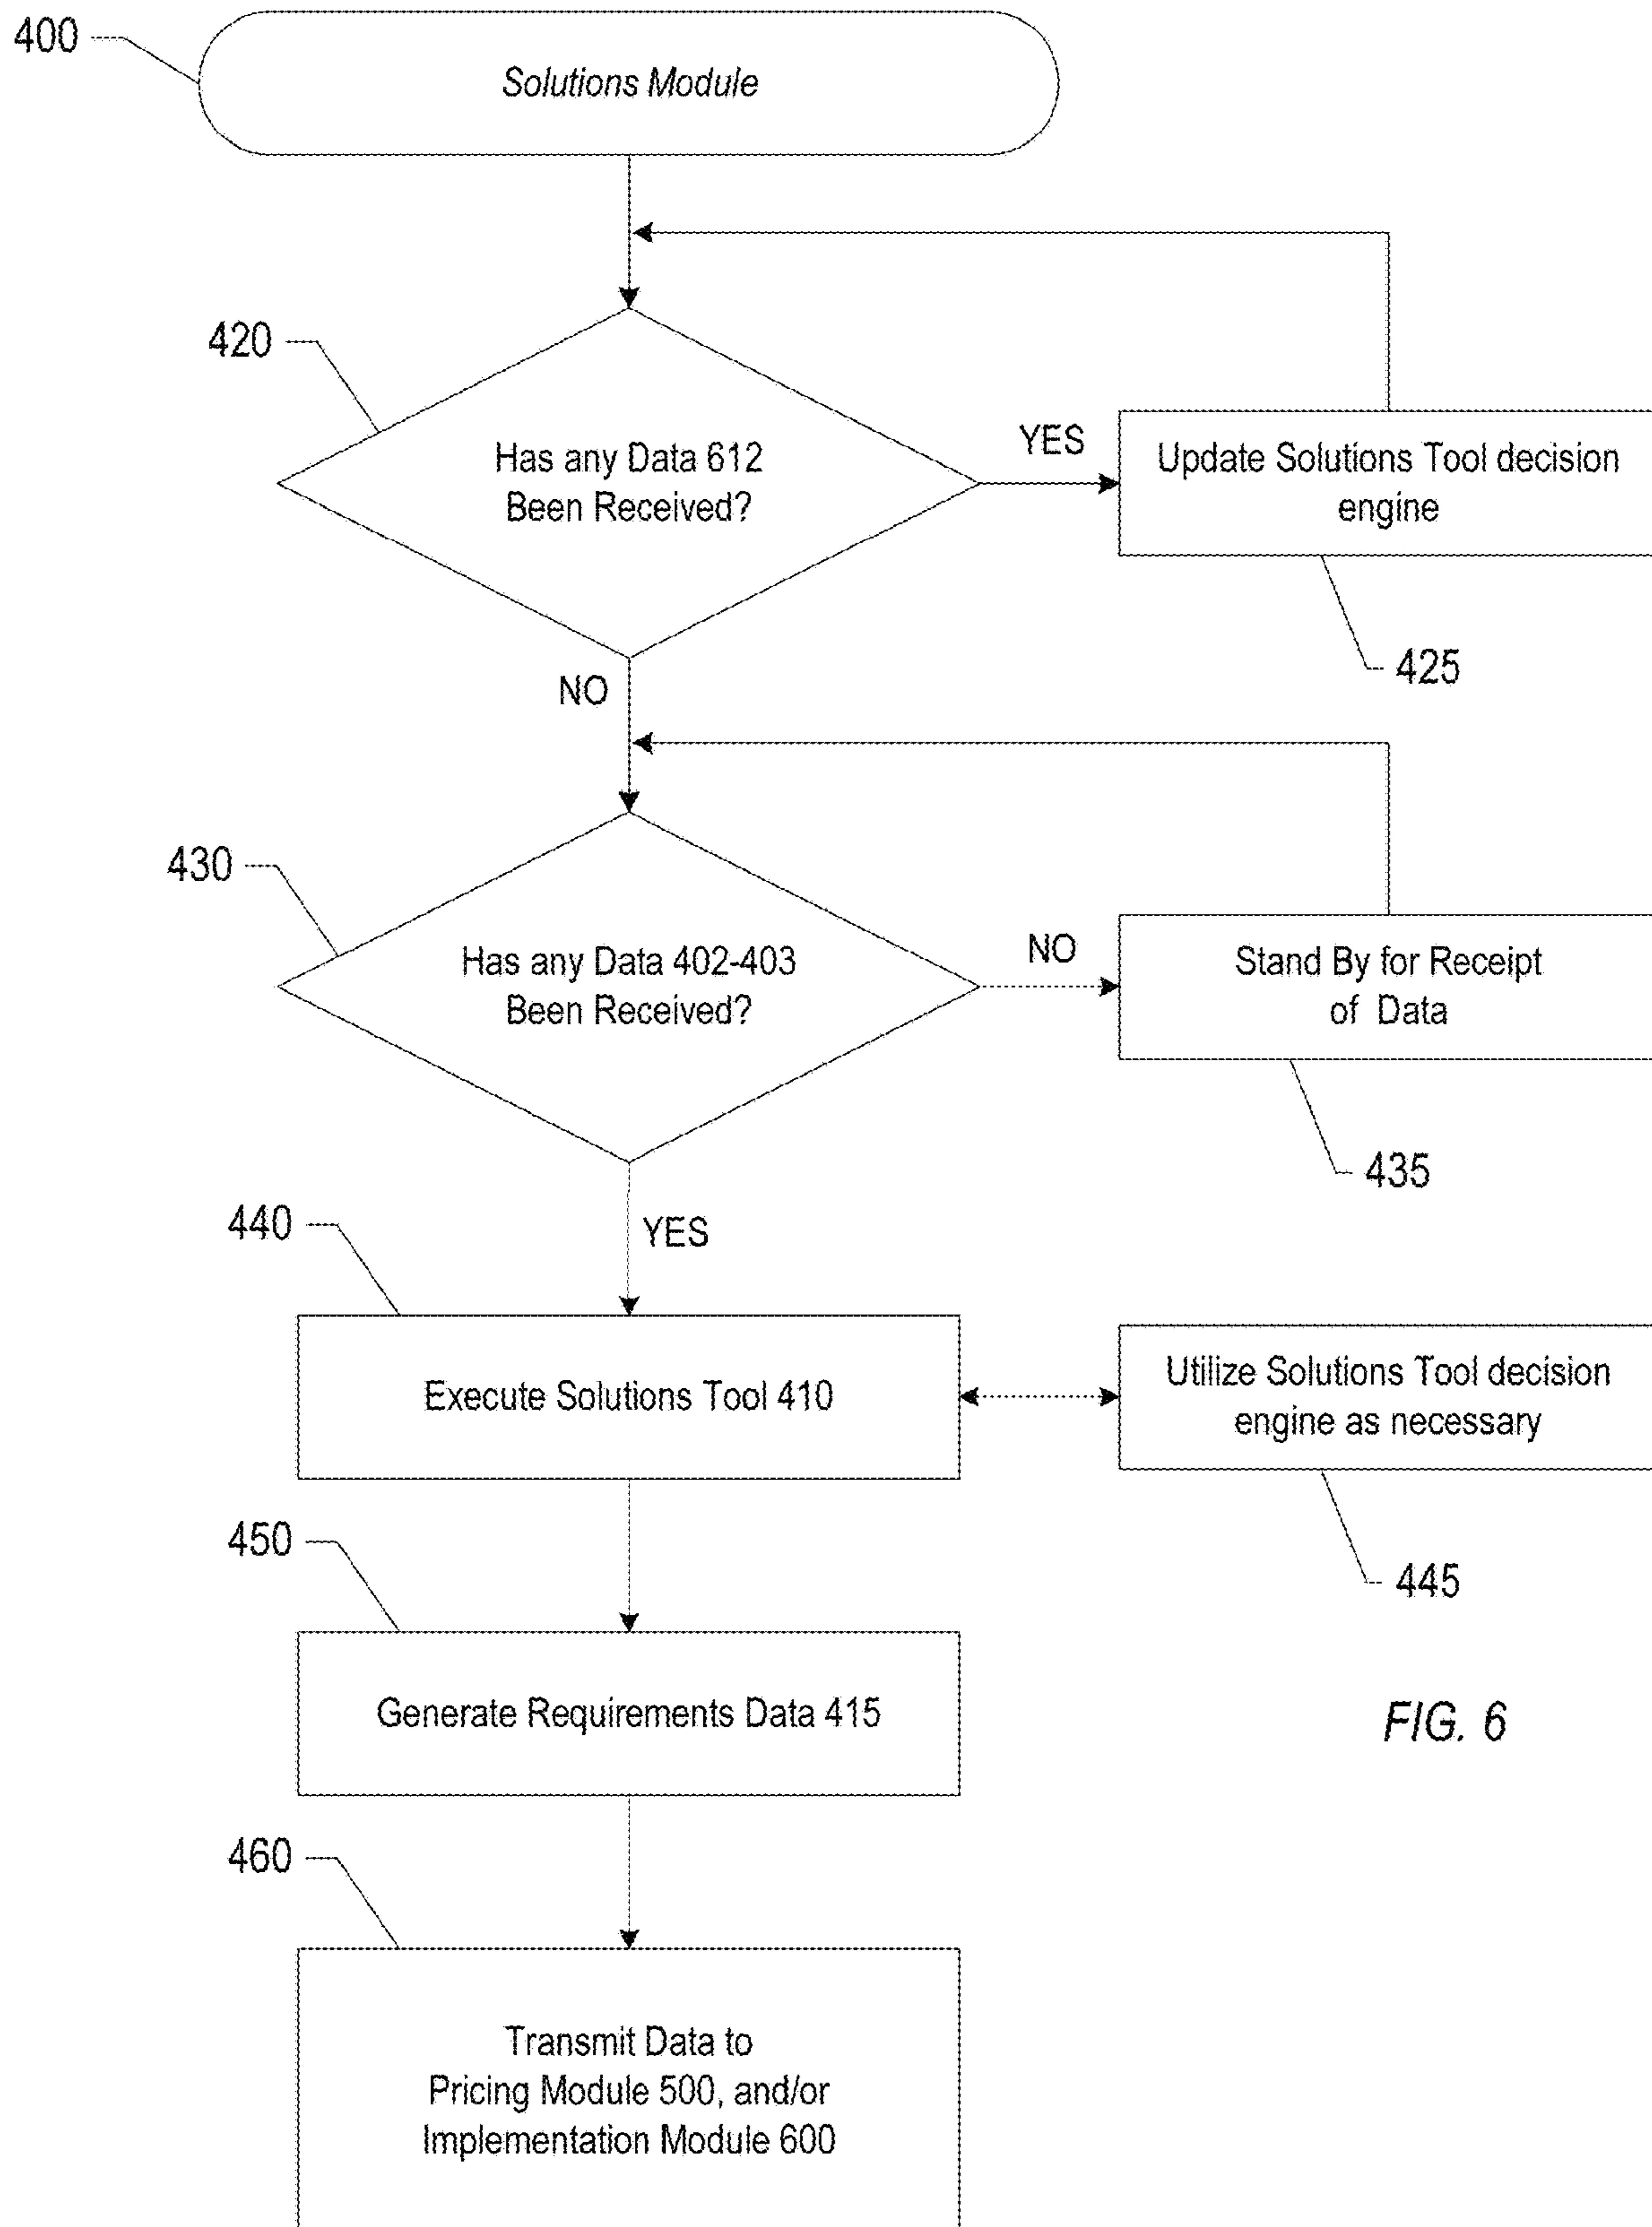 400
Solutions Module
420
Has any Data 612
Been Received?
YES
Update Solutions Tool decision
engine
425
NO
430
Has any Data 402-403
Been Received?
NO
Stand By for Receipt
of Data
435
440
YES
Execute Solutions Tool 410
Utilize Solutions Tool decision
engine as necessary
445
450
Generate Requirements Data 415
FIG. 6
460
Transmit Data to
Pricing Module 500, and/or
Implementation Module 600